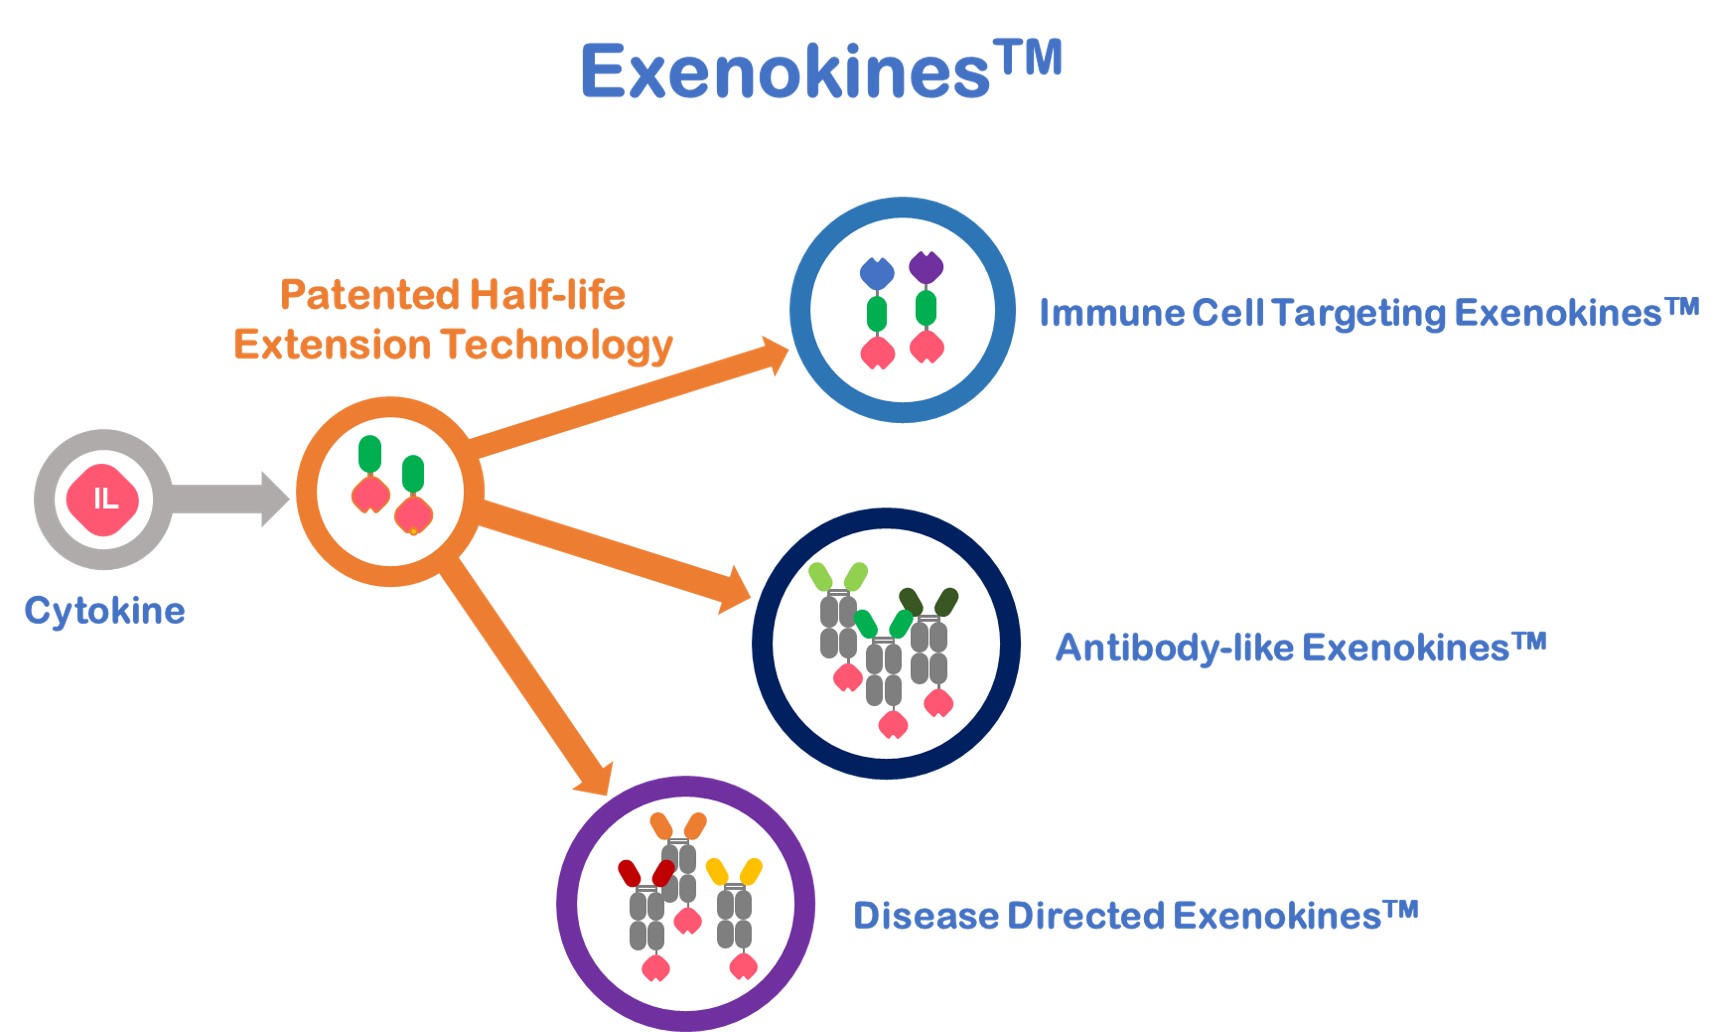 Exenokines™
Patented Half-life
Extension Technology
Immune Cell Targeting Exenokines™
IL
Cytokine
Antibody-like Exenokines™
Disease Directed Exenokines™